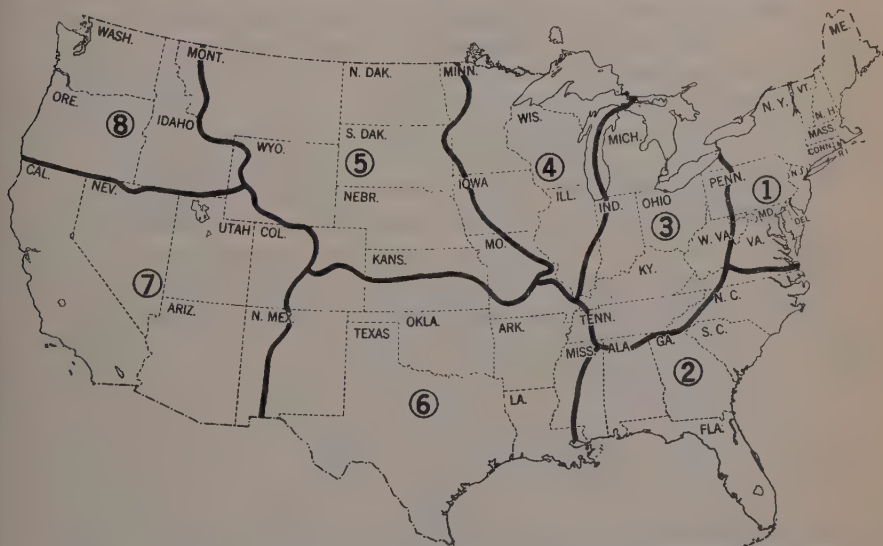 WASH.
MONT.
N. DAK.
MINN.
ME.
ORE.
8
IDAHO
WYO.
S. DAK.
5
WIS.
4
MICH.
N. Y.
VT.
N. H.
MASS.
CONN.
R I
CAL.
NEV.
NEBR.
IOWA
ILL.
IND.
OHIO
3
PENN.
1
N J
MD.
DEL.
UTAH
COL.
KANS.
MO.
KY.
W. VA.
VA.
7
ARIZ.
N. MEX.
TEXAS
OKLA.
ARK.
TENN.
N. C.
S. C.
MISS.
ALA.
GA.
2
6
LA.
FLA.